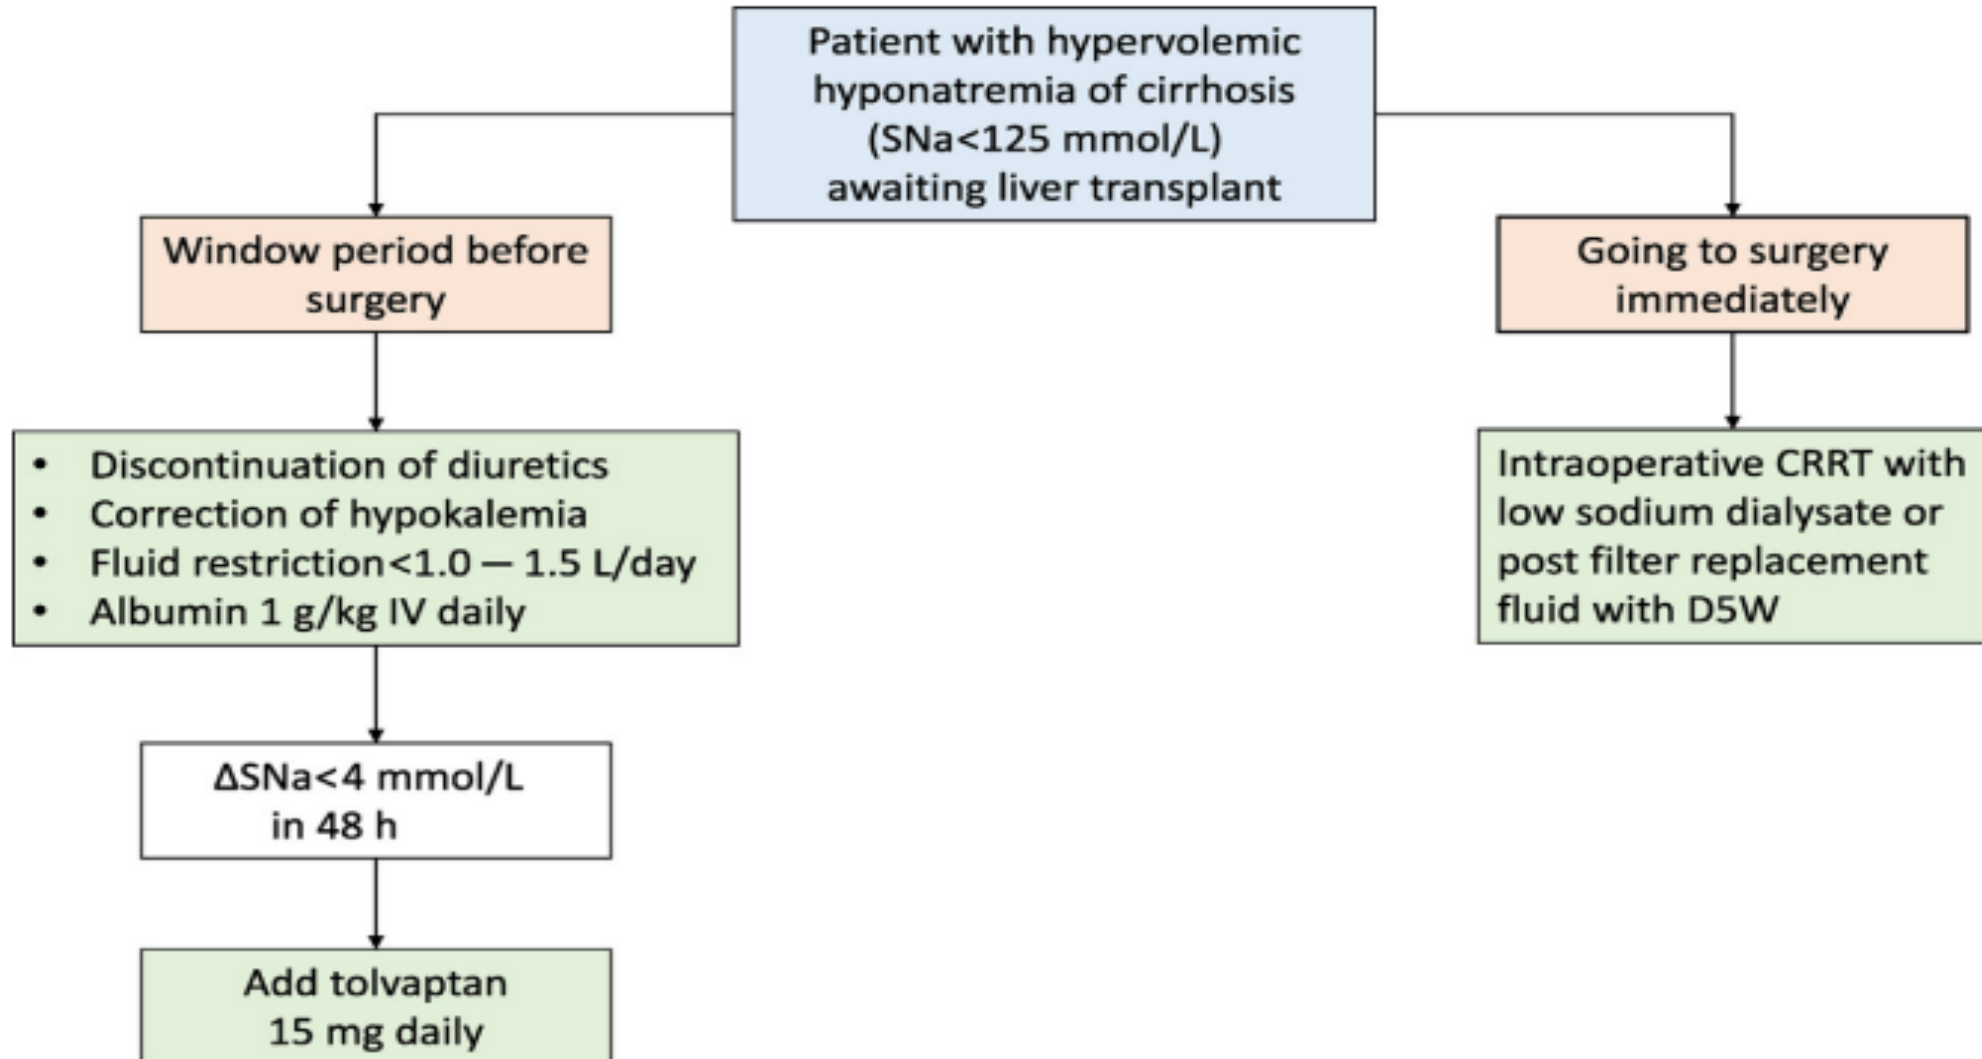 Patient with hypervolemic
hyponatremia of cirrhosis
(SNa<125 mmol/L)
awaiting liver transplant
Window period before
surgery
Going to surgery
immediately
• Discontinuation of diuretics
• Correction of hypokalemia
• Fluid restriction<1.0 – 1.5 L/day
• Albumin 1 g/kg IV daily
Intraoperative CRRT with
low sodium dialysate or
post filter replacement
fluid with D5W
ΔSNa<4 mmol/L
in 48 h
Add tolvaptan
15 mg daily